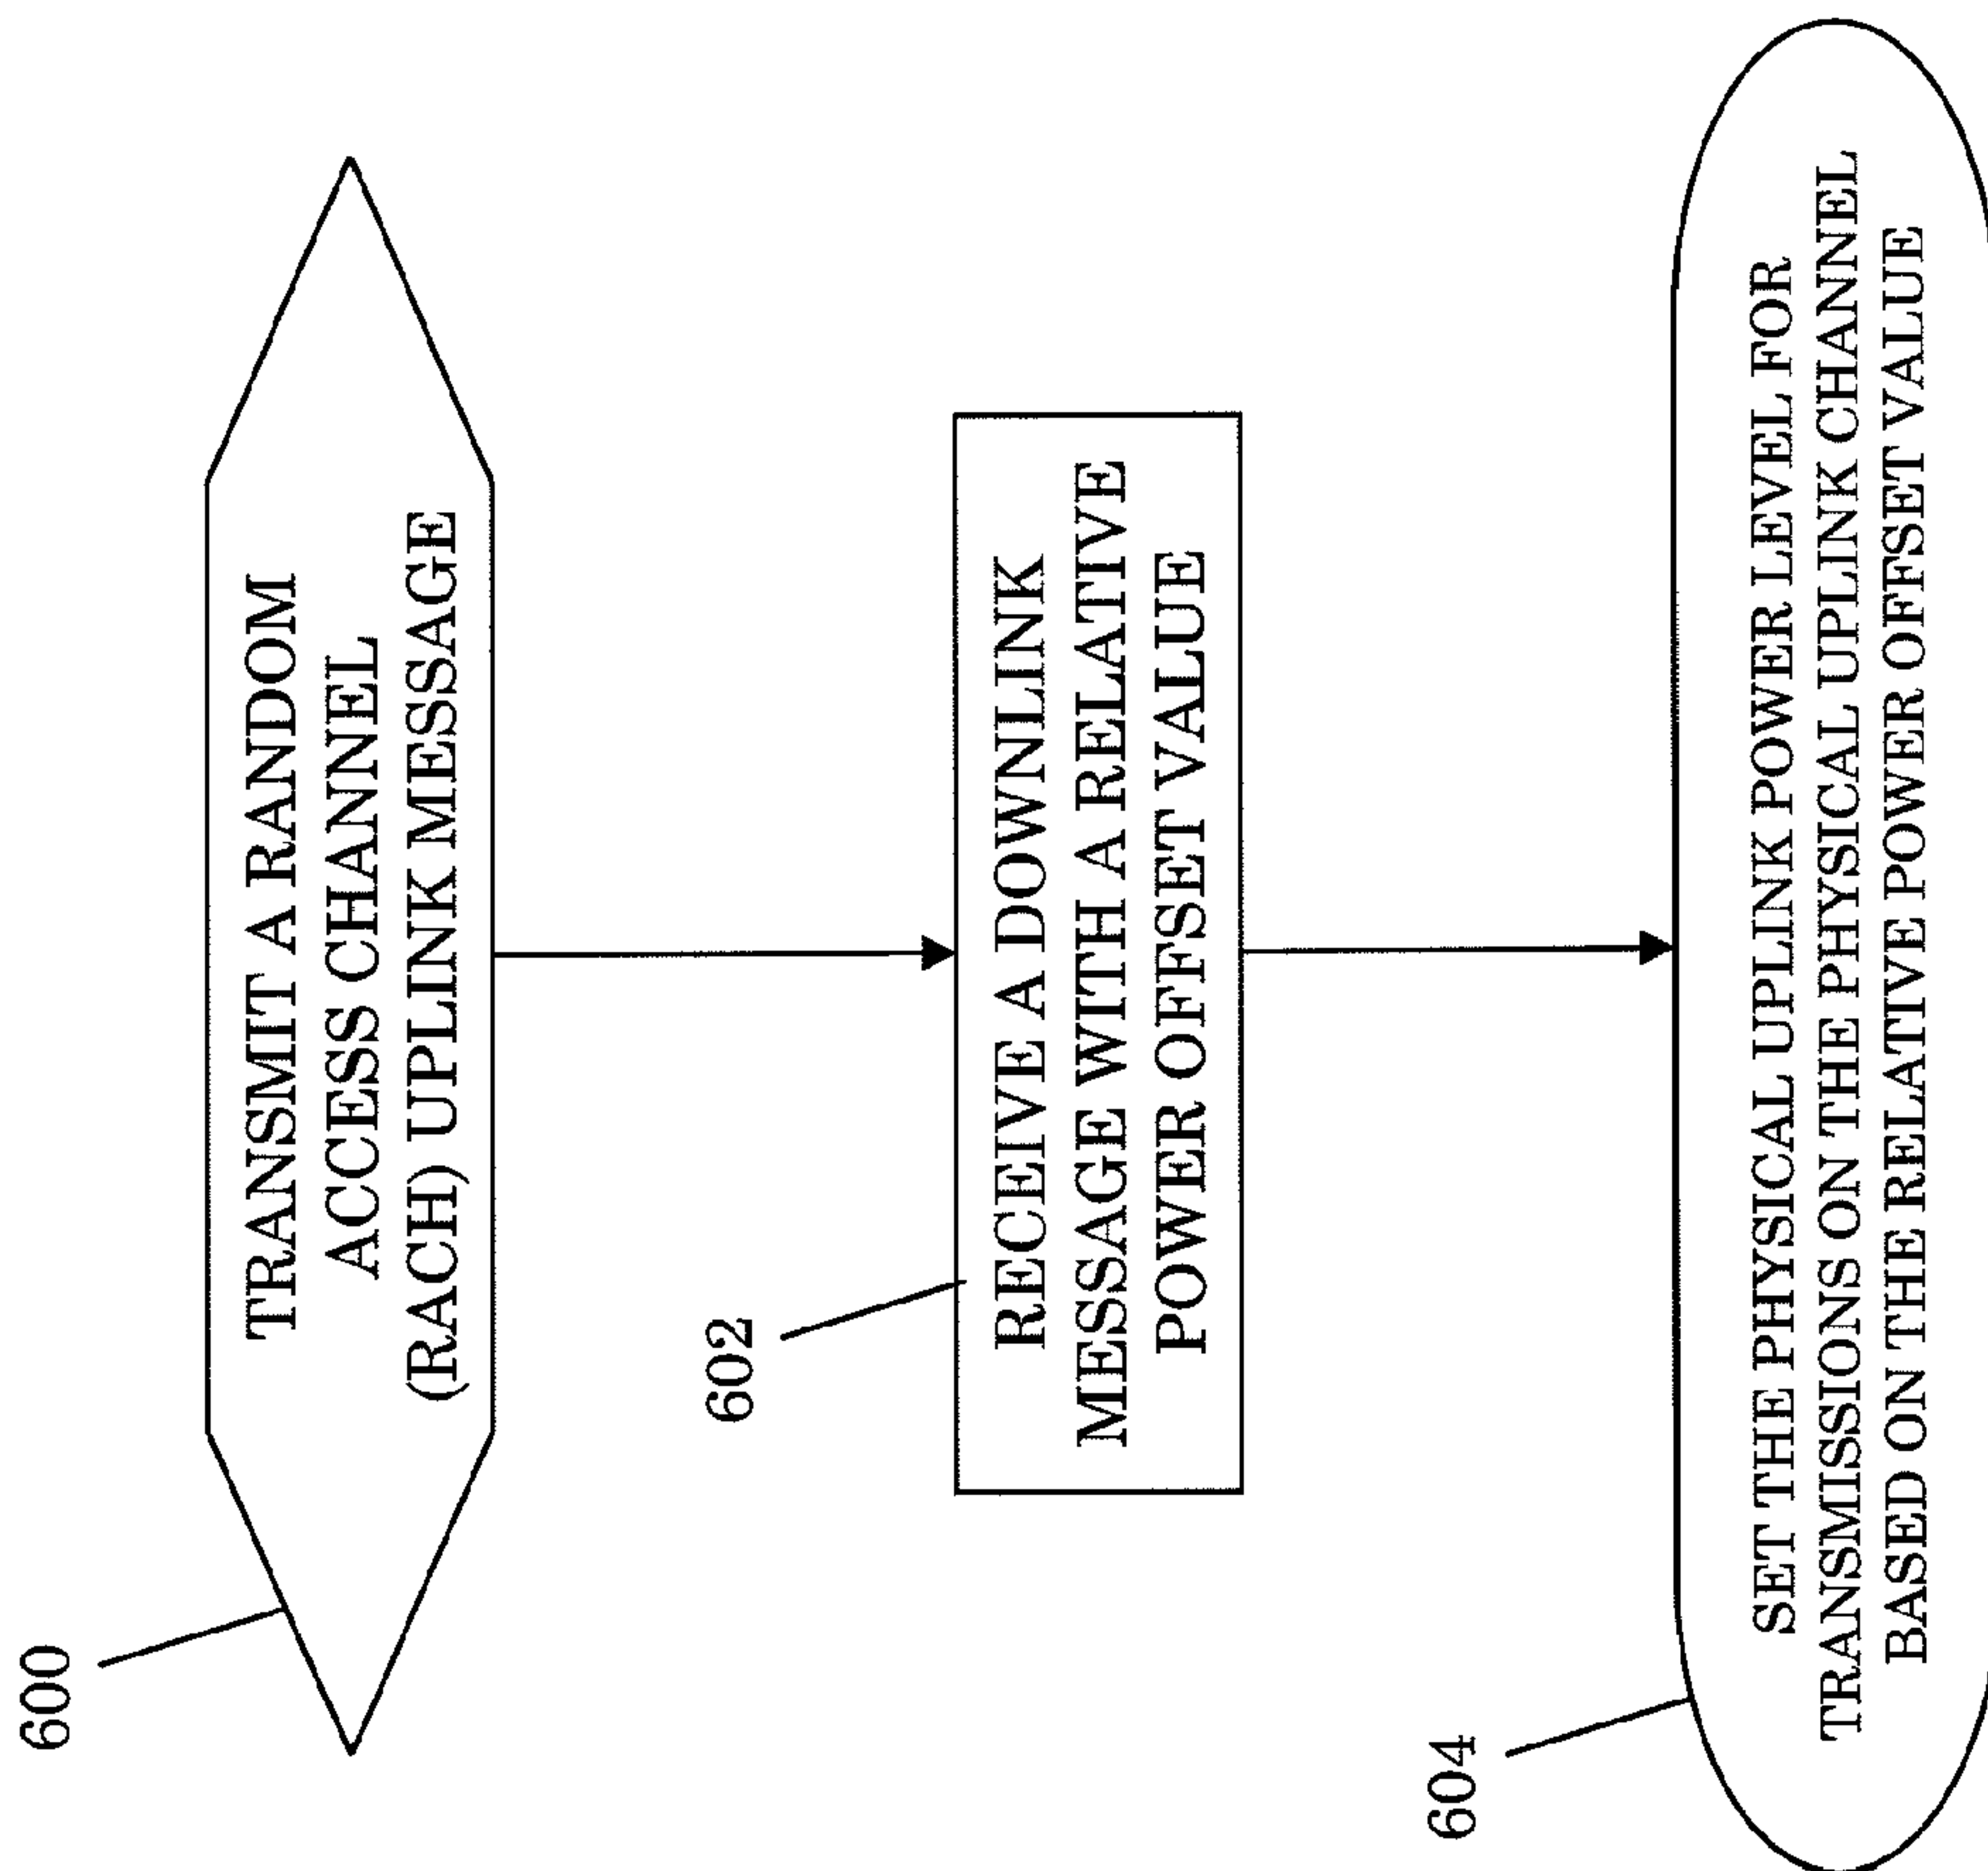 600
TRANSMIT A RANDOM
ACCESS CHANNEL
(RACH) UPLINK MESSAGE
602
RECEIVE A DOWNLINK
MESSAGE WITH A RELATIVE
POWER OFFSET VALUE
604
SET THE PHYSICAL UPLINK POWER LEVEL FOR
TRANSMISSIONS ON THE PHYSICAL UPLINK CHANNEL
BASED ON THE RELATIVE POWER OFFSET VALUE